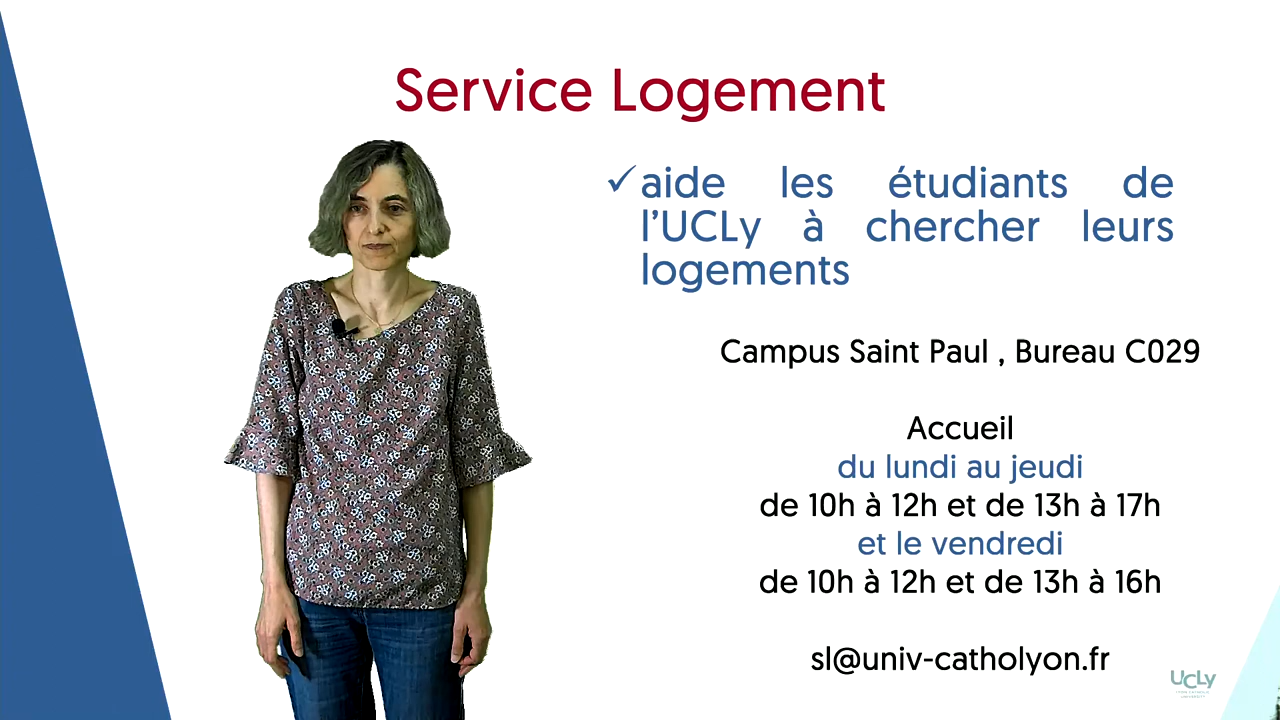 Service Logement
✓ aide les étudiants de
l'UCLy à chercher leurs
logements
Campus Saint Paul , Bureau C029
Accueil
du lundi au jeudi
de 10h à 12h et de 13h à 17h
et le vendredi
de 10h à 12h et de 13h à 16h
sl@univ-catholyon.fr
UCLy